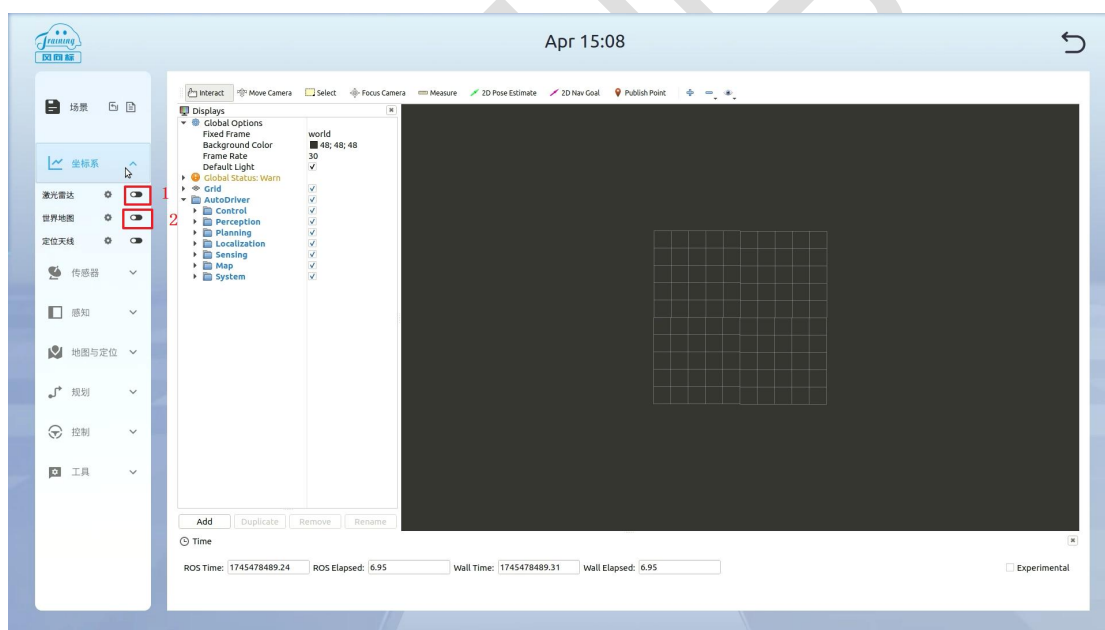 Training
Apr 15:08
场景
坐标系
激光雷达
1
世界地图
2
定位天线
传感器
感知
地图与定位
规划
控制
工具
Interact Move Camera Select Focus Camera Measure 2D Pose Estimate 2D Nav Goal Publish Point
Displays
Global Options
Fixed Frame world
Background Color 48; 48; 48
Frame Rate 30
Default Light
Global Status: Warn
Grid
AutoDriver
Control
Perception
Planning
Localization
Sensing
Map
System
Add Duplicate Remove Rename
Time
ROS Time: 1745478489.24 ROS Elapsed: 6.95 Wall Time: 1745478489.31 Wall Elapsed: 6.95 Experimental